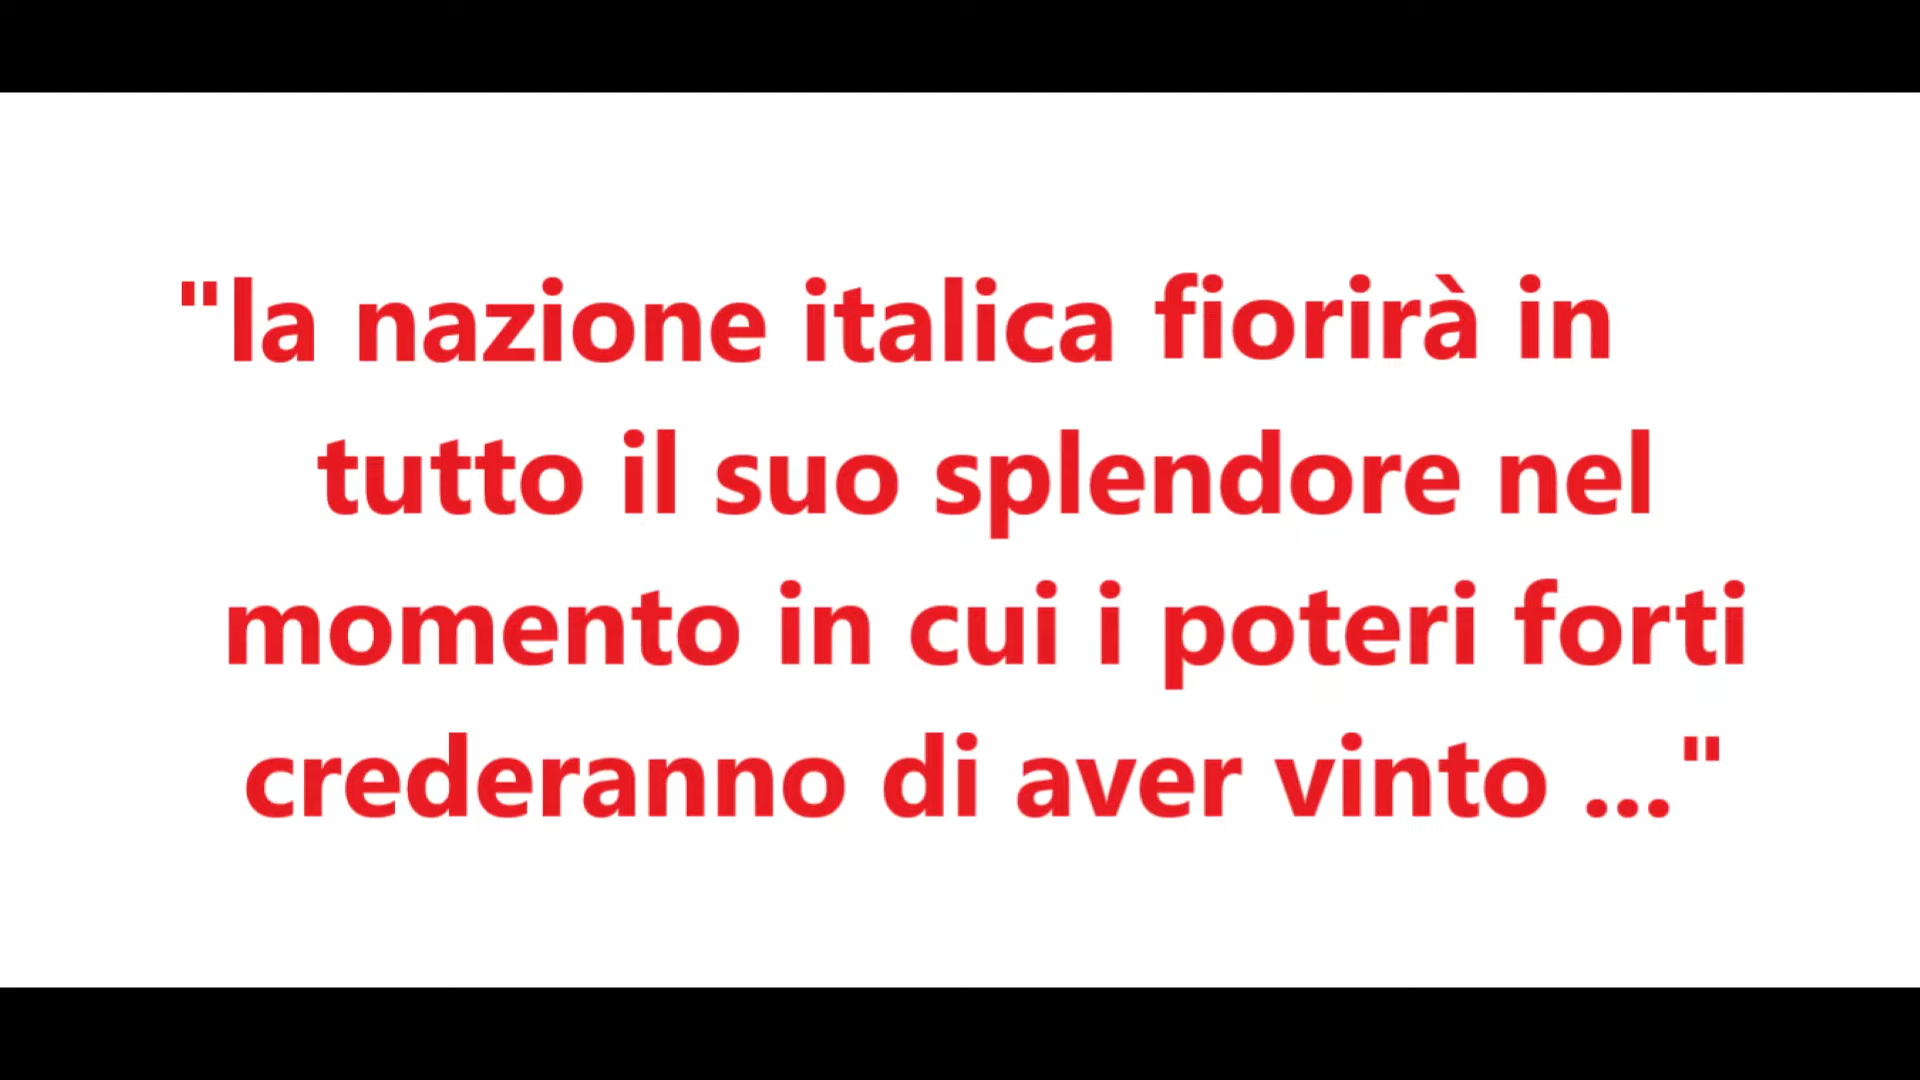 "la nazione italica fiorirà in
tutto il suo splendore nel
momento in cui i poteri forti
crederanno di aver vinto ..."